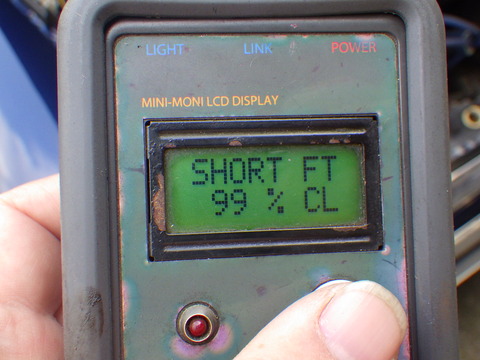 LIGHT LINK POWER
MINI-MONI LCD DISPLAY
SHORT FT
99 % CL